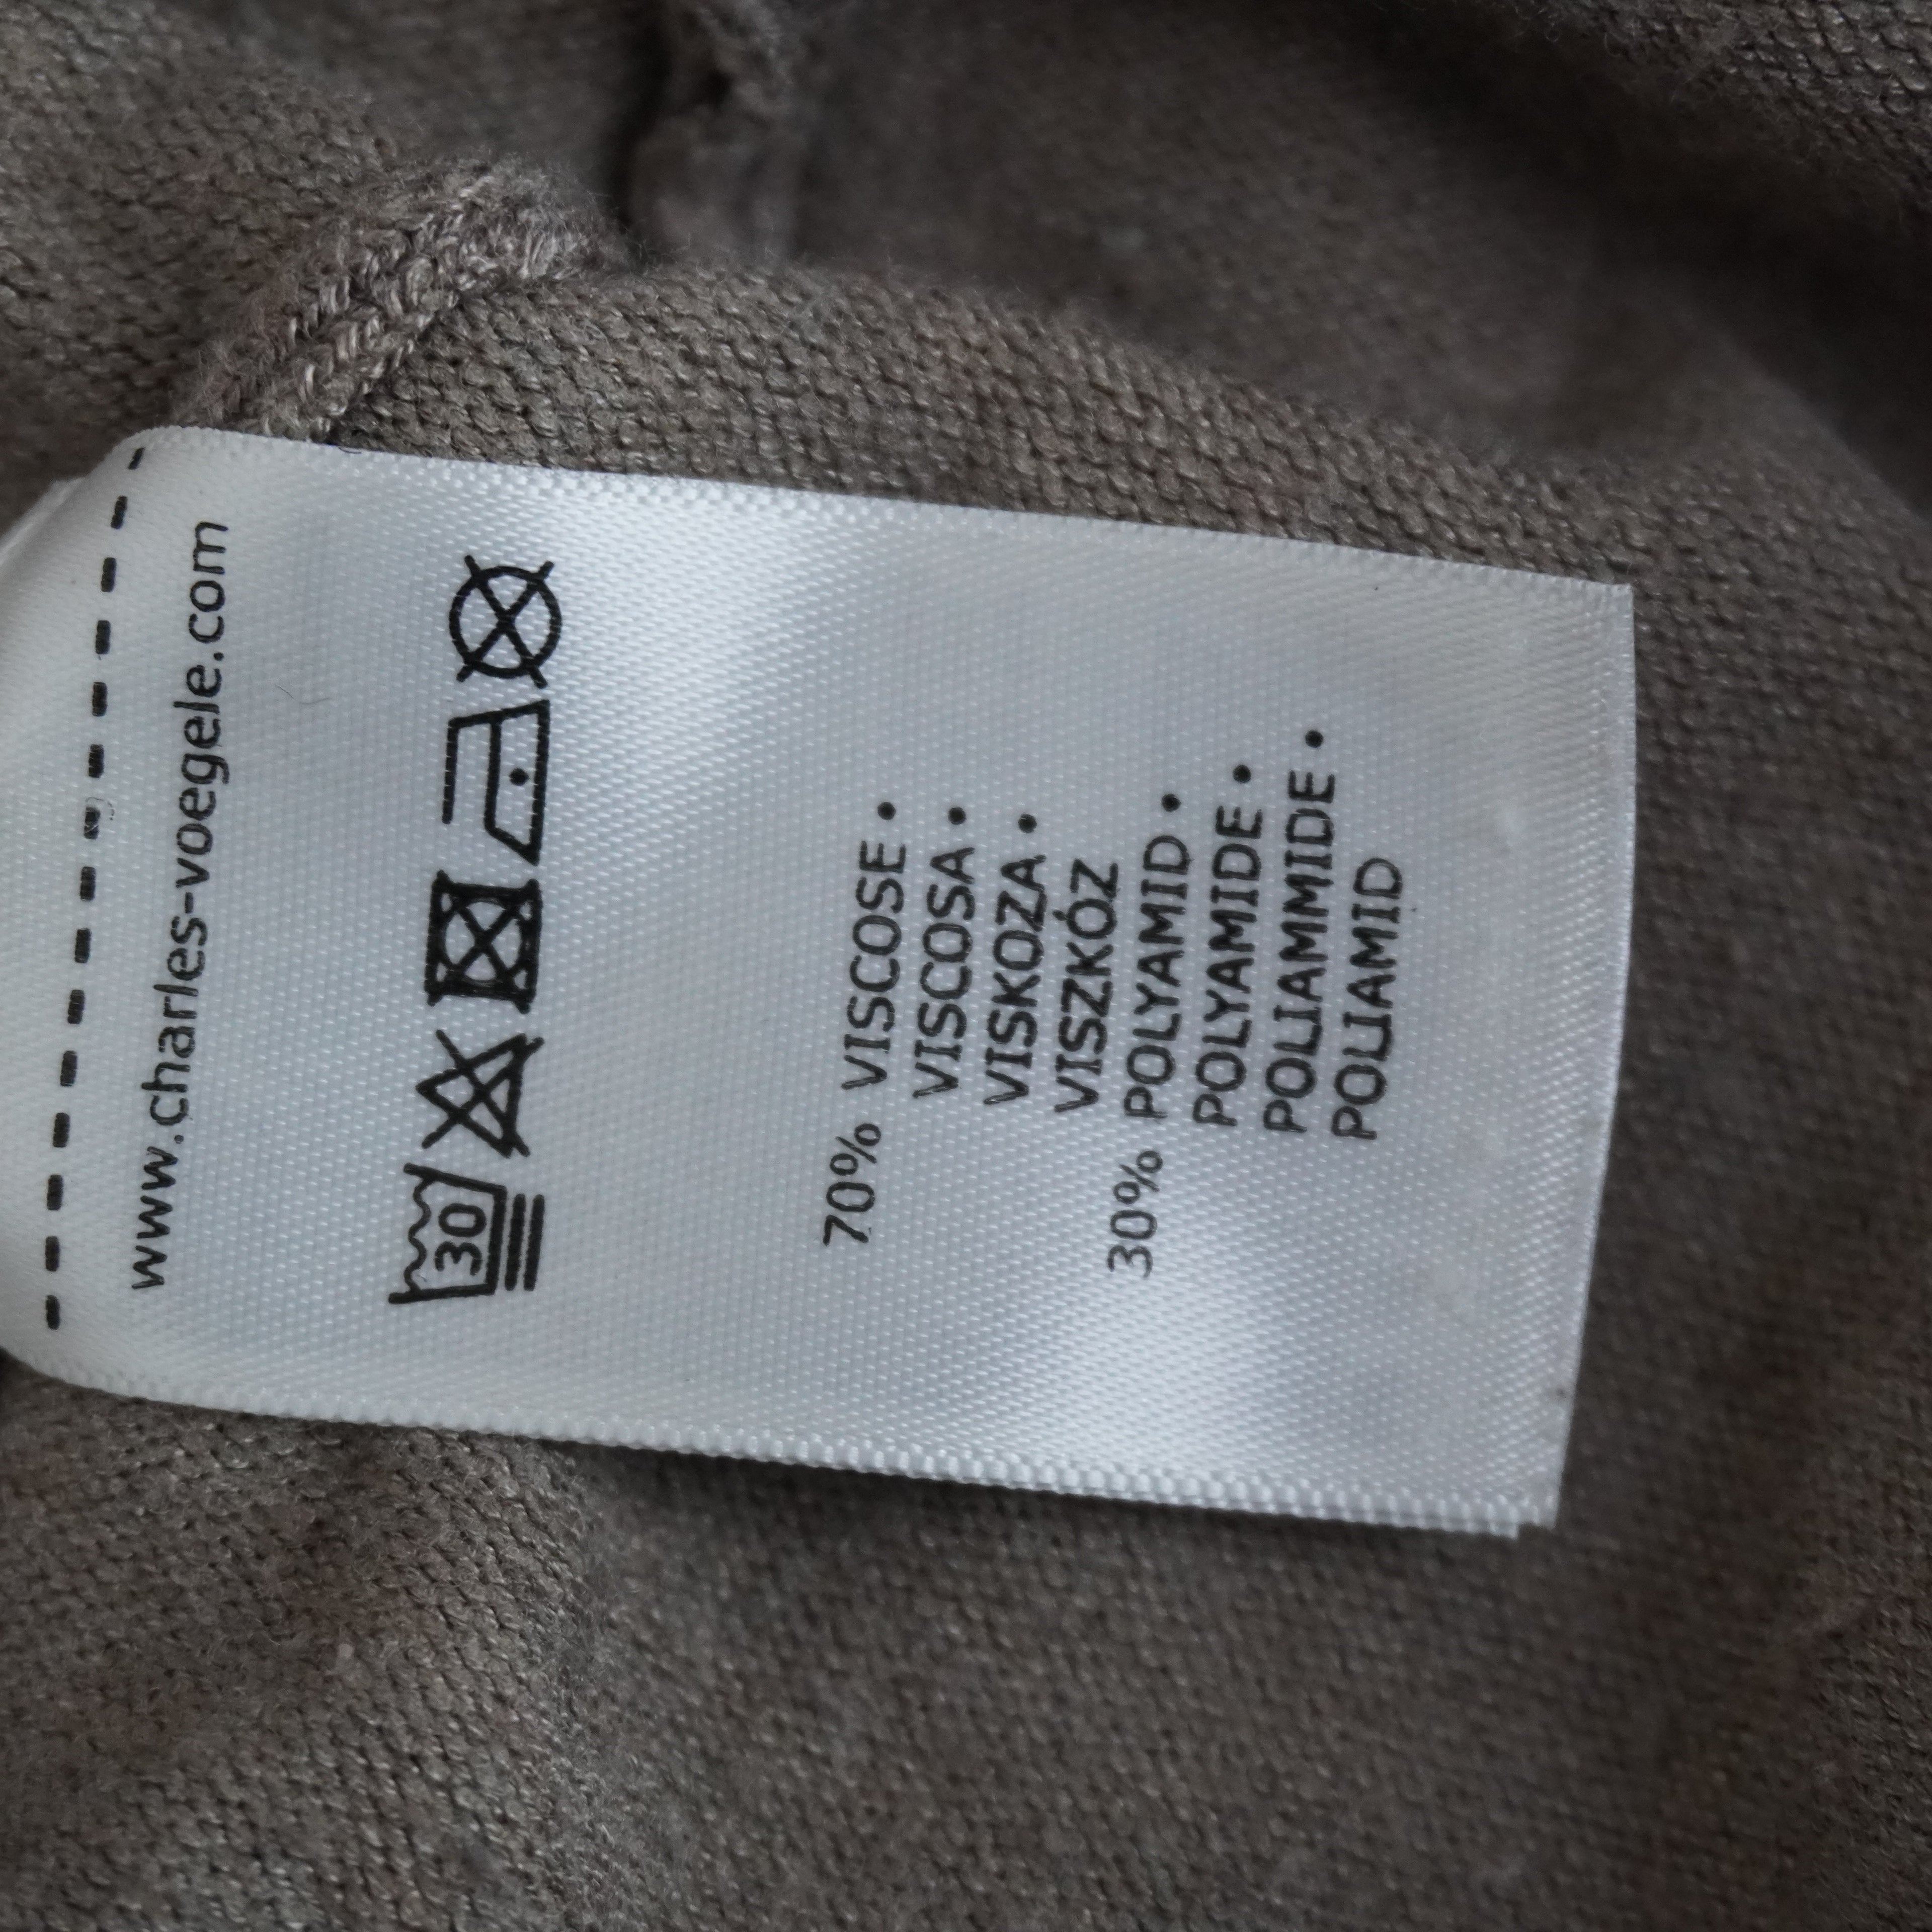 www.charles-voegele.com
30
70% VISCOSE •
VISCOSA •
VISKOZA •
VISZKÓZ
30% POLYAMID •
POLYAMIDE •
POLIAMMIDE •
POLIAMID